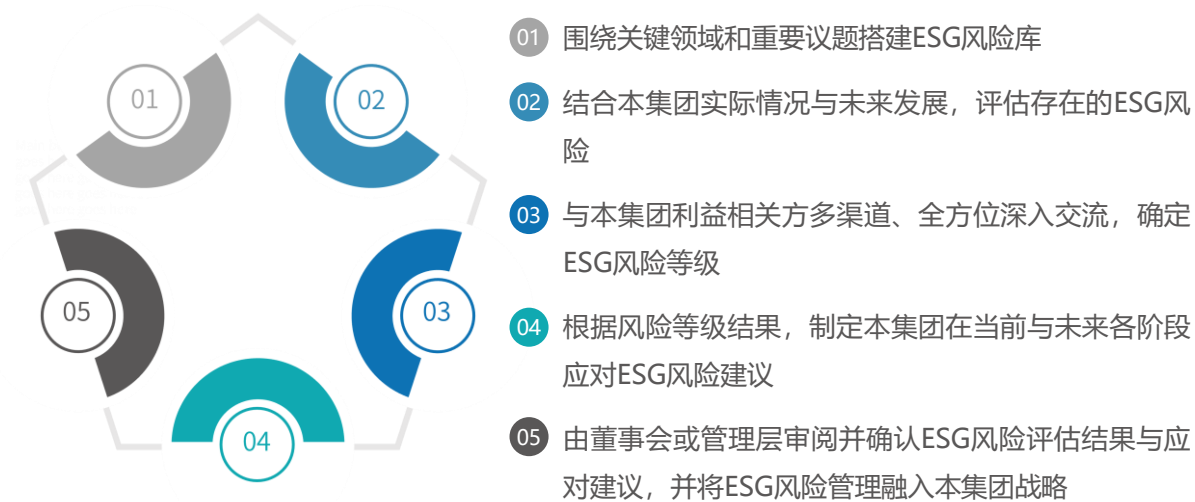 01
02
03
04
05
01 围绕关键领域和重要议题搭建ESG风险库
02 结合本集团实际情况与未来发展，评估存在的ESG风
险
03 与本集团利益相关方多渠道、全方位深入交流，确定
ESG风险等级
04 根据风险等级结果，制定本集团在当前与未来各阶段
应对ESG风险建议
05 由董事会或管理层审阅并确认ESG风险评估结果与应
对建议，并将ESG风险管理融入本集团战略